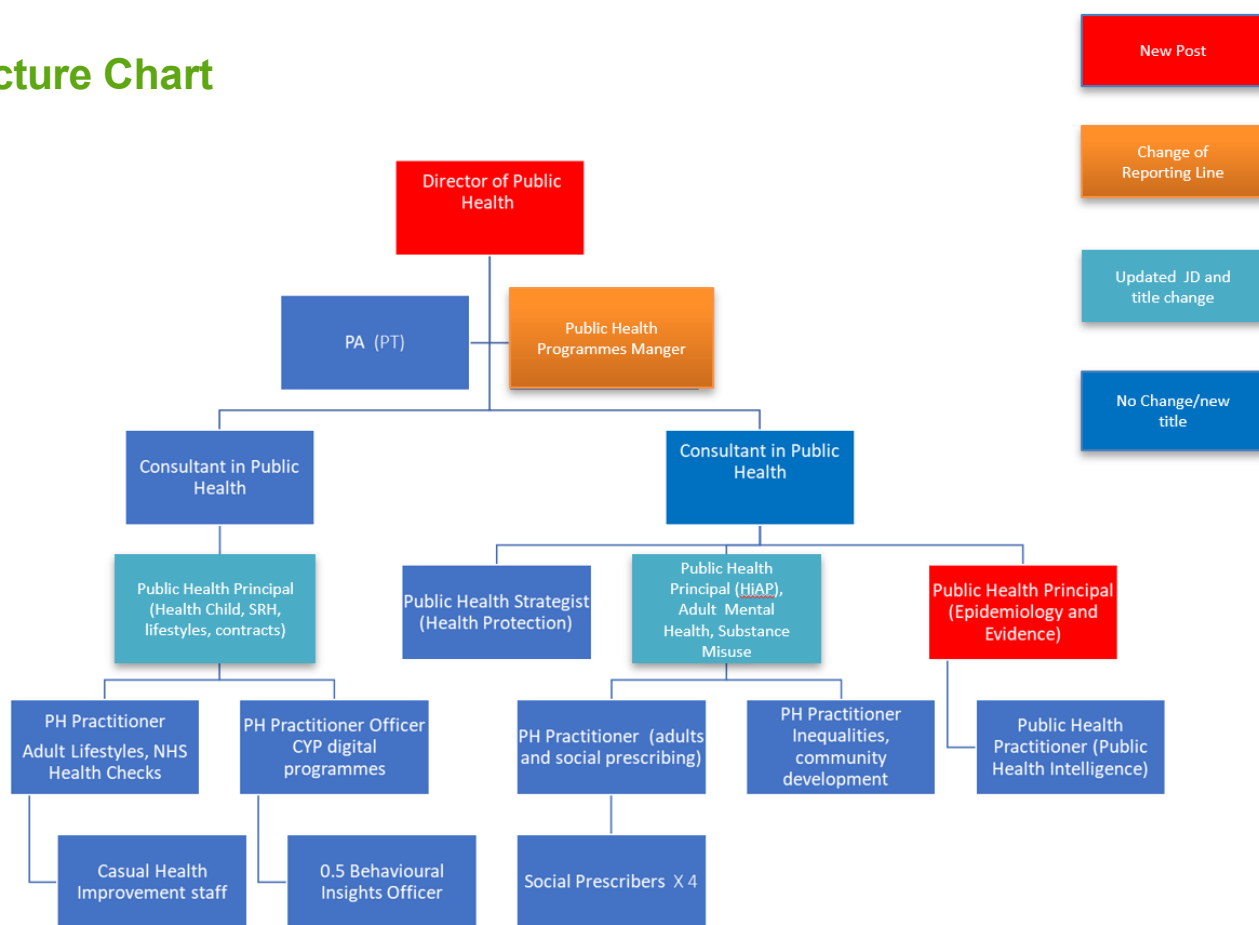 cture Chart
New Post
Change of
Reporting Line
Updated JD and
title change
No Change/new
title
Director of Public
Health
PA (PT)
Public Health
Programmes Manger
Consultant in Public
Health
Consultant in Public
Health
Public Health Principal
(Health Child, SRH,
lifestyles, contracts)
Public Health Strategist
(Health Protection)
Public Health
Principal (HiAP),
Adult Mental
Health, Substance
Misuse
Public Health Principal
(Epidemiology and
Evidence)
PH Practitioner
Adult Lifestyles, NHS
Health Checks
PH Practitioner Officer
CYP digital
programmes
PH Practitioner (adults
and social prescribing)
PH Practitioner
Inequalities,
community
development
Public Health
Practitioner (Public
Health Intelligence)
Casual Health
Improvement staff
0.5 Behavioural
Insights Officer
Social Prescribers X 4